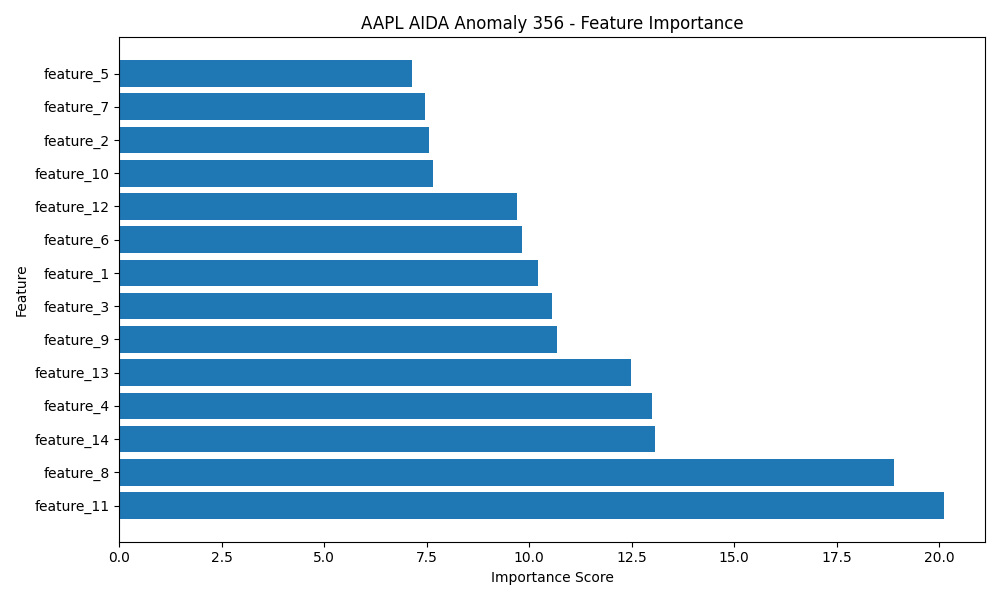 AAPL AIDA Anomaly 356 - Feature Importance
feature_5
feature_7
feature_2
feature_10
feature_12
feature_6
feature_1
feature_3
feature_9
feature_13
feature_4
feature_14
feature_8
feature_11
Feature
0.0 2.5 5.0 7.5 10.0 12.5 15.0 17.5 20.0
Importance Score